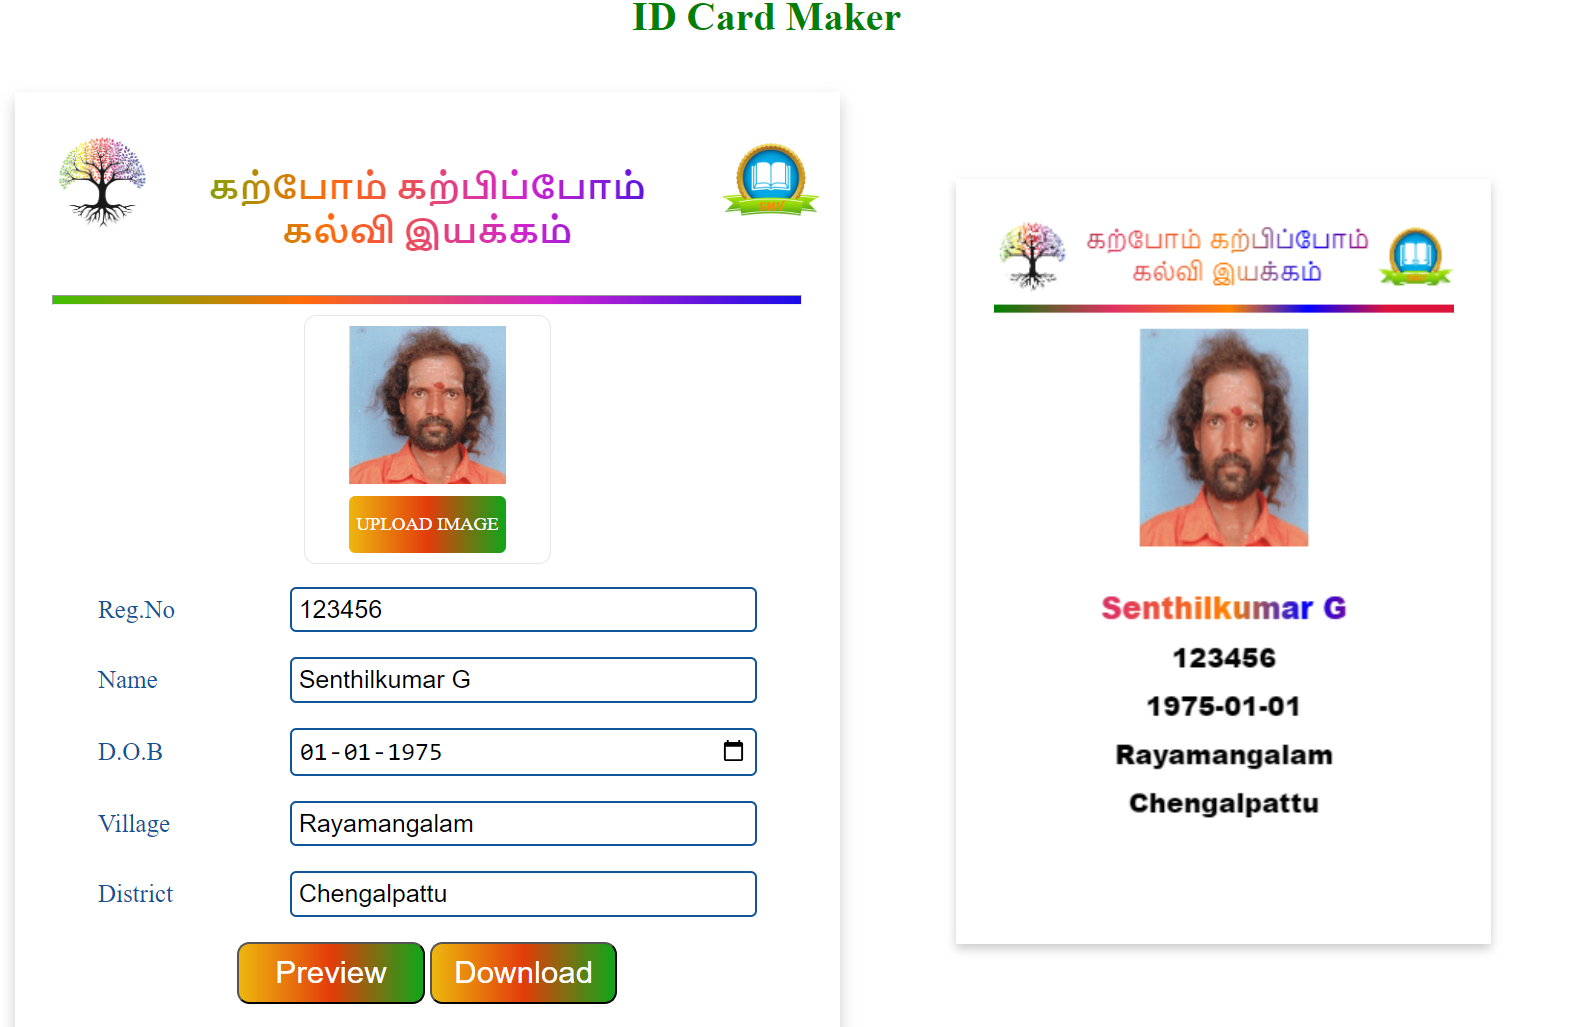 ID Card Maker
கற்போம் கற்பிப்போம்
கல்வி இயக்கம்
UPLOAD IMAGE
Reg.No 123456
Name Senthilkumar G
D.O.B 01-01-1975
Village Rayamangalam
District Chengalpattu
Preview Download
கற்போம் கற்பிப்போம்
கல்வி இயக்கம்
Senthilkumar G
123456
1975-01-01
Rayamangalam
Chengalpattu